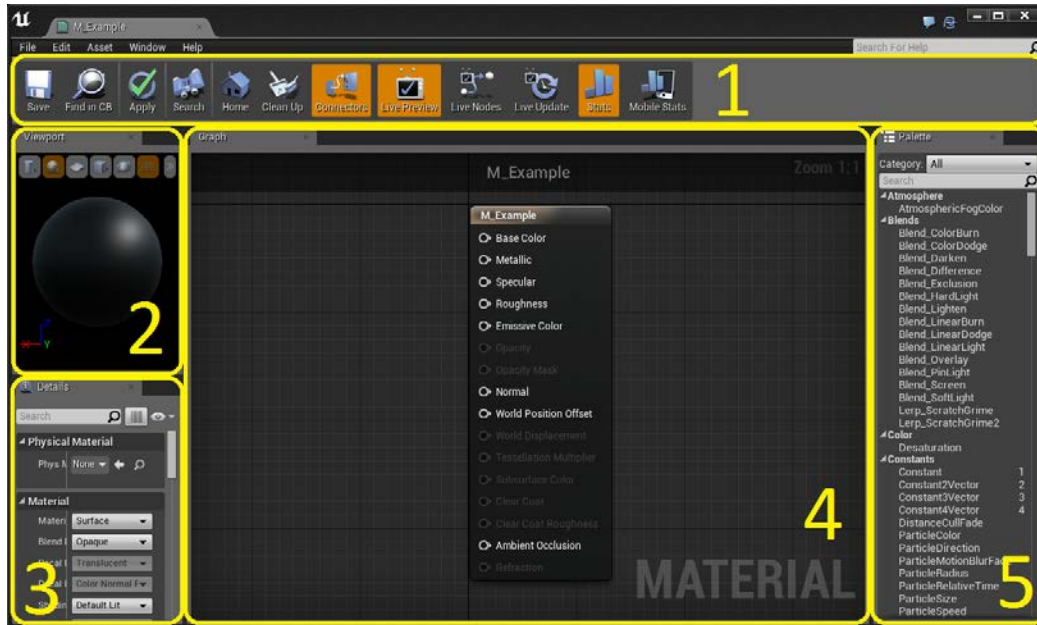 M_Example
File Edit Asset Window Help
Search For Help
Save Find in CB Apply Search Home Clean Up Connectors Live Preview Live Nodes Live Update Stats Mobile Stats
1
Viewport
2
Details
Search
Physical Material
Phys M None
Material
Materi Surface
Blend Opaque
Translucent
Color Normal
Default Lit
3
Graph
M_Example
Zoom 1:1
M_Example
Base Color
Metallic
Specular
Roughness
Emissive Color
Opacity
Opacity Mask
Normal
World Position Offset
World Displacement
Tessellation Multiplier
Subsurface Color
Clear Coat
Clear Coat Roughness
Ambient Occlusion
Refraction
4
MATERIAL
Palette
Category: All
Search
Atmosphere
AtmosphericFogColor
Blends
Blend_ColorBurn
Blend_ColorDodge
Blend_Darken
Blend_Difference
Blend_Exclusion
Blend_HardLight
Blend_Lighten
Blend_LinearBurn
Blend_LinearDodge
Blend_LinearLight
Blend_Overlay
Blend_PinLight
Blend_Screen
Blend_SoftLight
Lerp_ScratchGrime
Lerp_ScratchGrime2
Color
Desaturation
Constants
Constant 1
Constant2Vector 2
Constant3Vector 3
Constant4Vector 4
DistanceCullFade
ParticleColor
ParticleDirection
ParticleMotionBlurFa
ParticleRadius
ParticleRelativeTime
ParticleSize
ParticleSpeed
5